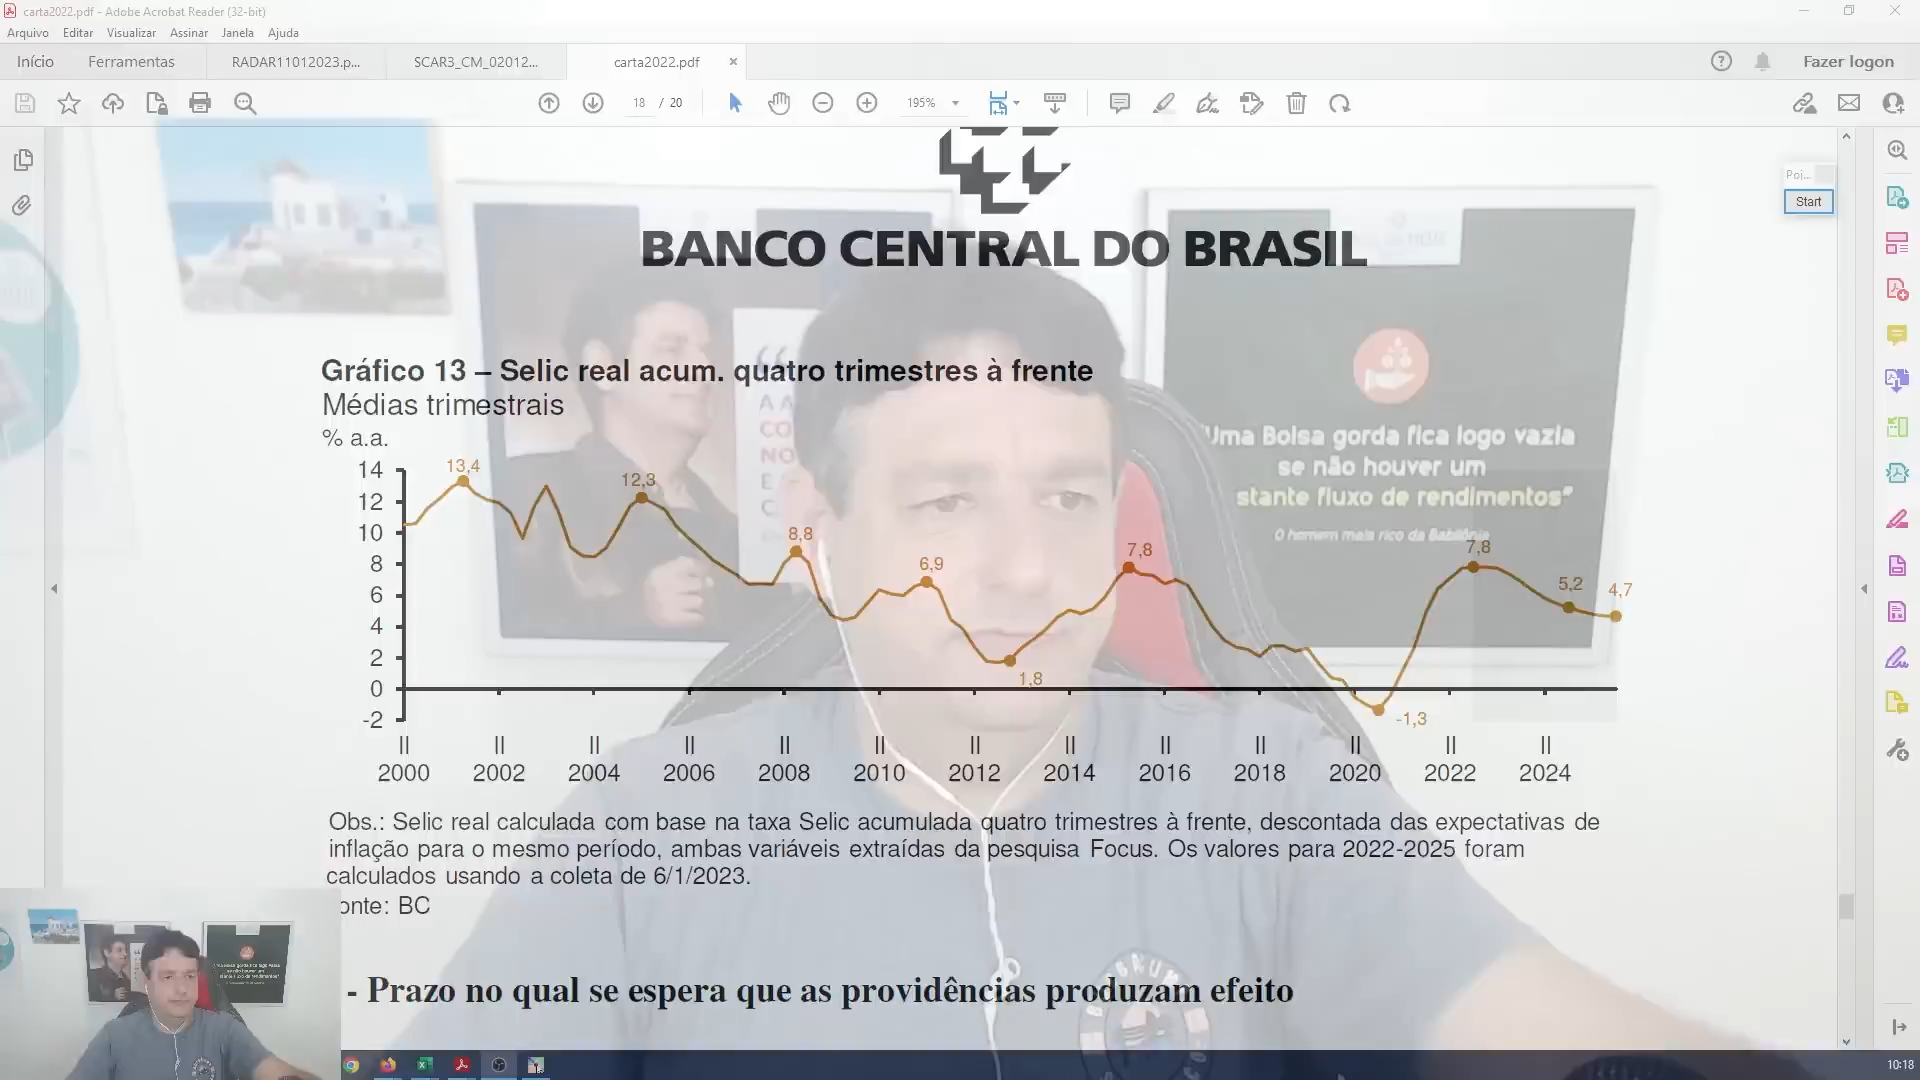 carta2022.pdf - Adobe Acrobat Reader (32-bit)
Arquivo Editar Visualizar Assinar Janela Ajuda
Início Ferramentas RADAR11012023.p... SCAR3_CM_02012... carta2022.pdf × Fazer logon
18 / 20 195%
Poi...
Start
BANCO CENTRAL DO BRASIL
Gráfico 13 – Selic real acum. quatro trimestres à frente
Médias trimestrais
% a.a.
14
12
10
8
6
4
2
0
-2
13,4
12,3
8,8
6,9
1,8
7,8
-1,3
7,8
5,2
4,7
II II II II II II II II II II II II II
2000 2002 2004 2006 2008 2010 2012 2014 2016 2018 2020 2022 2024
A A
CO
NO
E
C
Uma Bolsa gorda fica logo vazia
se não houver um
stante fluxo de rendimentos"
O homem mais rico da Babilônia
Obs.: Selic real calculada com base na taxa Selic acumulada quatro trimestres à frente, descontada das expectativas de
inflação para o mesmo período, ambas variáveis extraídas da pesquisa Focus. Os valores para 2022-2025 foram
calculados usando a coleta de 6/1/2023.
onte: BC
- Prazo no qual se espera que as providências produzam efeito
10:18